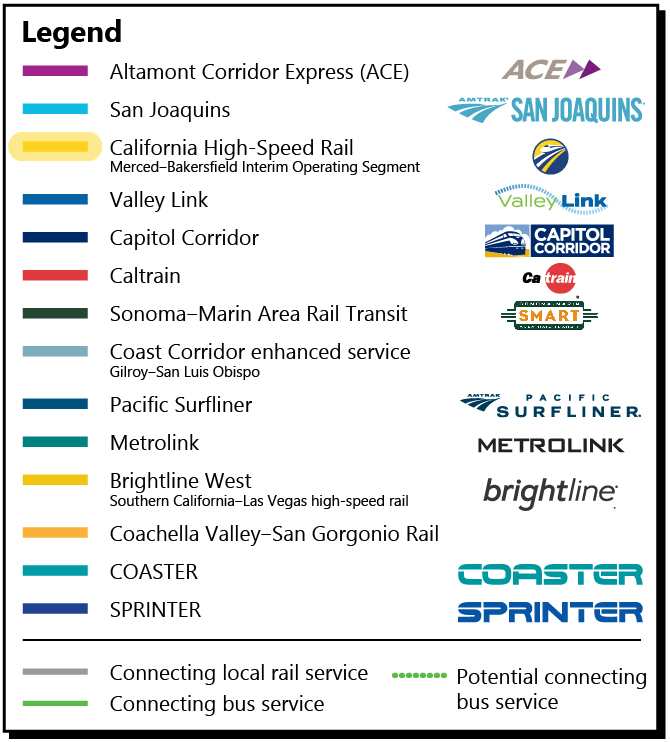 Legend
Altamont Corridor Express (ACE)
ACE
San Joaquins
AMTRAK SAN JOAQUINS
California High-Speed Rail
Merced–Bakersfield Interim Operating Segment
Valley Link
ValleyLink
Capitol Corridor
CAPITOL
CORRIDOR
Caltrain
Ca train
Sonoma–Marin Area Rail Transit
SMART
Coast Corridor enhanced service
Gilroy–San Luis Obispo
Pacific Surfliner
AMTRAK PACIFIC
SURFLINER
Metrolink
METROLINK
Brightline West
Southern California–Las Vegas high-speed rail
brightline
Coachella Valley–San Gorgonio Rail
COASTER
COASTER
SPRINTER
SPRINTER
Connecting local rail service
Connecting bus service
Potential connecting
bus service